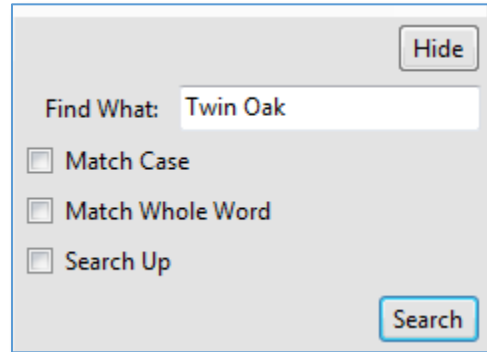 Hide
Find What: Twin Oak
Match Case
Match Whole Word
Search Up
Search